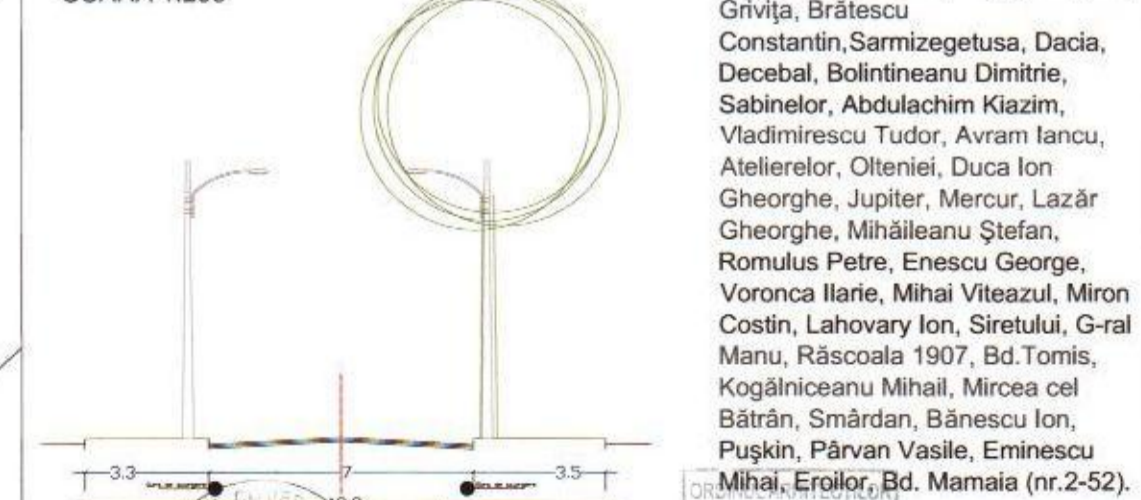 Grivița, Brătescu
Constantin,Sarmizegetusa, Dacia,
Decebal, Bolintineanu Dimitrie,
Sabinelor, Abdulachim Kiazim,
Vladimirescu Tudor, Avram Iancu,
Atelierelor, Olteniei, Duca Ion
Gheorghe, Jupiter, Mercur, Lazăr
Gheorghe, Mihăileanu Ștefan,
Romulus Petre, Enescu George,
Voronca Ilarie, Mihai Viteazul, Miron
Costin, Lahovary Ion, Siretului, G-ral
Manu, Răscoala 1907, Bd.Tomis,
Kogălniceanu Mihail, Mircea cel
Bătrân, Smârdan, Bănescu Ion,
Pușkin, Pârvan Vasile, Eminescu
Mihai, Eroilor, Bd. Mamaia (nr.2-52).
3.3 7 3.5